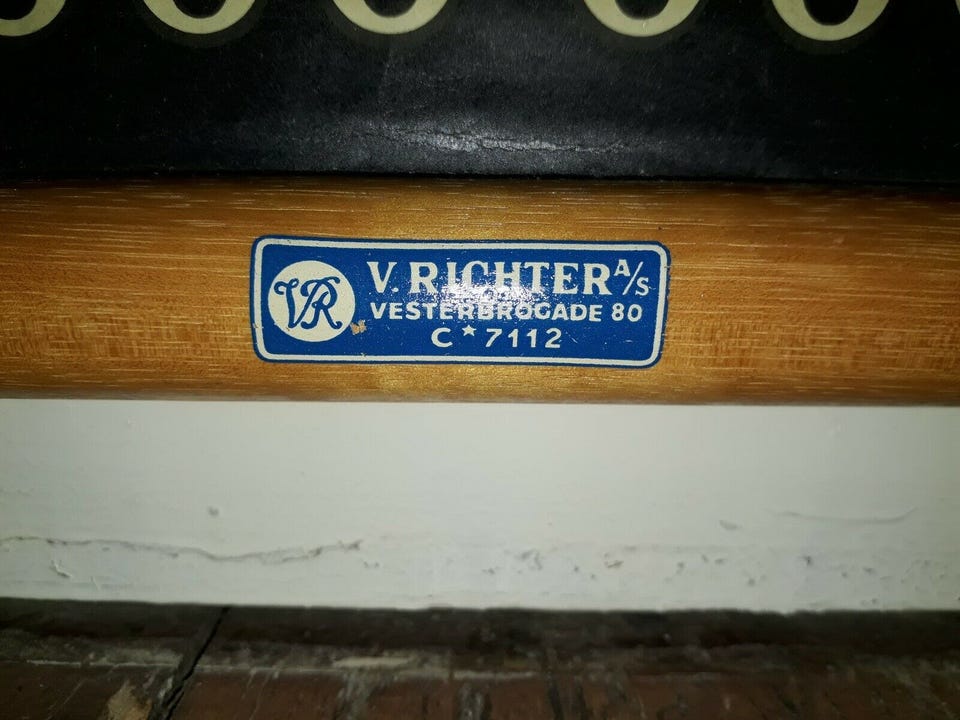 VR
V. RICHTER A/S
VESTERBROGADE 80
C * 7112